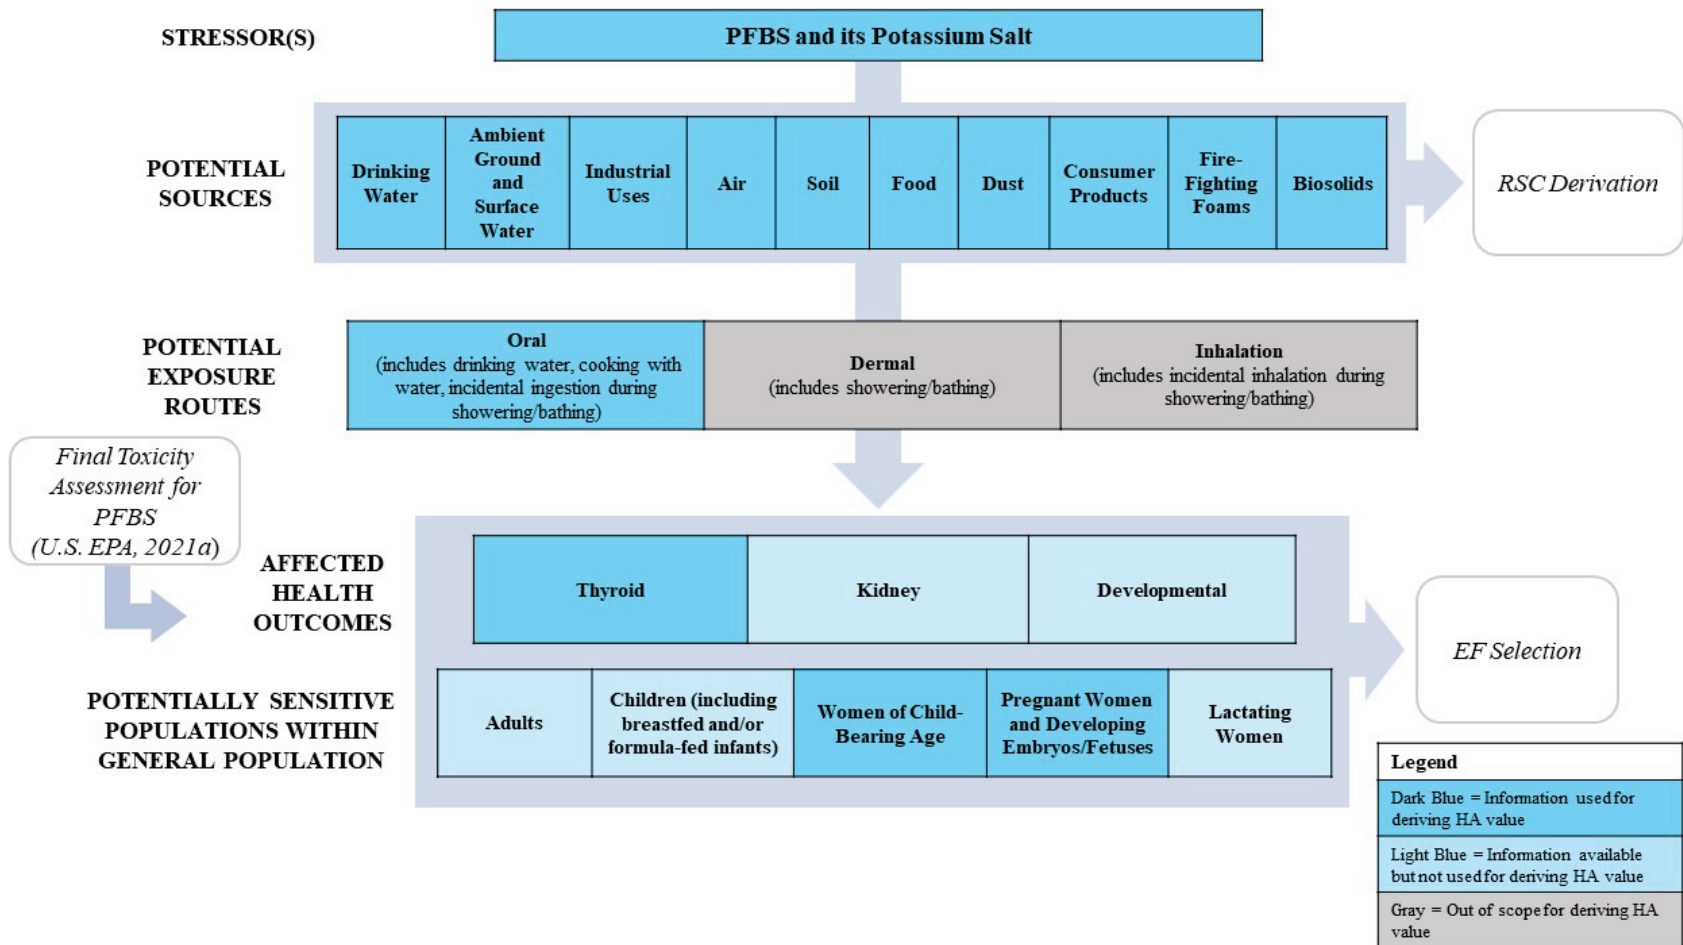 STRESSOR(S)
PFBS and its Potassium Salt
POTENTIAL
SOURCES
Drinking
Water
Ambient
Ground
and
Surface
Water
Industrial
Uses
Air
Soil
Food
Dust
Consumer
Products
Fire-
Fighting
Foams
Biosolids
RSC Derivation
POTENTIAL
EXPOSURE
ROUTES
Oral
(includes drinking water, cooking with
water, incidental ingestion during
showering/bathing)
Dermal
(includes showering/bathing)
Inhalation
(includes incidental inhalation during
showering/bathing)
Final Toxicity
Assessment for
PFBS
(U.S. EPA, 2021a)
AFFECTED
HEALTH
OUTCOMES
Thyroid
Kidney
Developmental
POTENTIALLY SENSITIVE
POPULATIONS WITHIN
GENERAL POPULATION
Adults
Children (including
breastfed and/or
formula-fed infants)
Women of Child-
Bearing Age
Pregnant Women
and Developing
Embryos/Fetuses
Lactating
Women
EF Selection
Legend
Dark Blue = Information used for
deriving HA value
Light Blue = Information available
but not used for deriving HA value
Gray = Out of scope for deriving HA
value